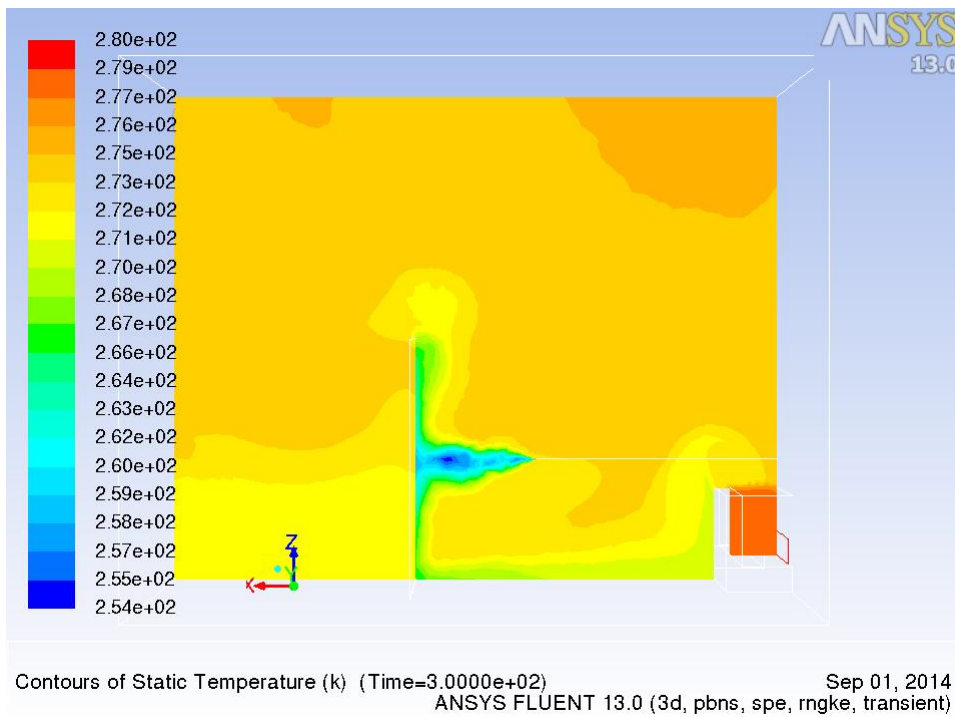 ANSYS
13.0
2.80e+02
2.79e+02
2.77e+02
2.76e+02
2.75e+02
2.73e+02
2.72e+02
2.71e+02
2.70e+02
2.68e+02
2.67e+02
2.66e+02
2.64e+02
2.63e+02
2.62e+02
2.60e+02
2.59e+02
2.58e+02
2.57e+02
2.55e+02
2.54e+02
Z
X
Y
Contours of Static Temperature (k) (Time=3.0000e+02)
Sep 01, 2014
ANSYS FLUENT 13.0 (3d, pbns, spe, rngke, transient)